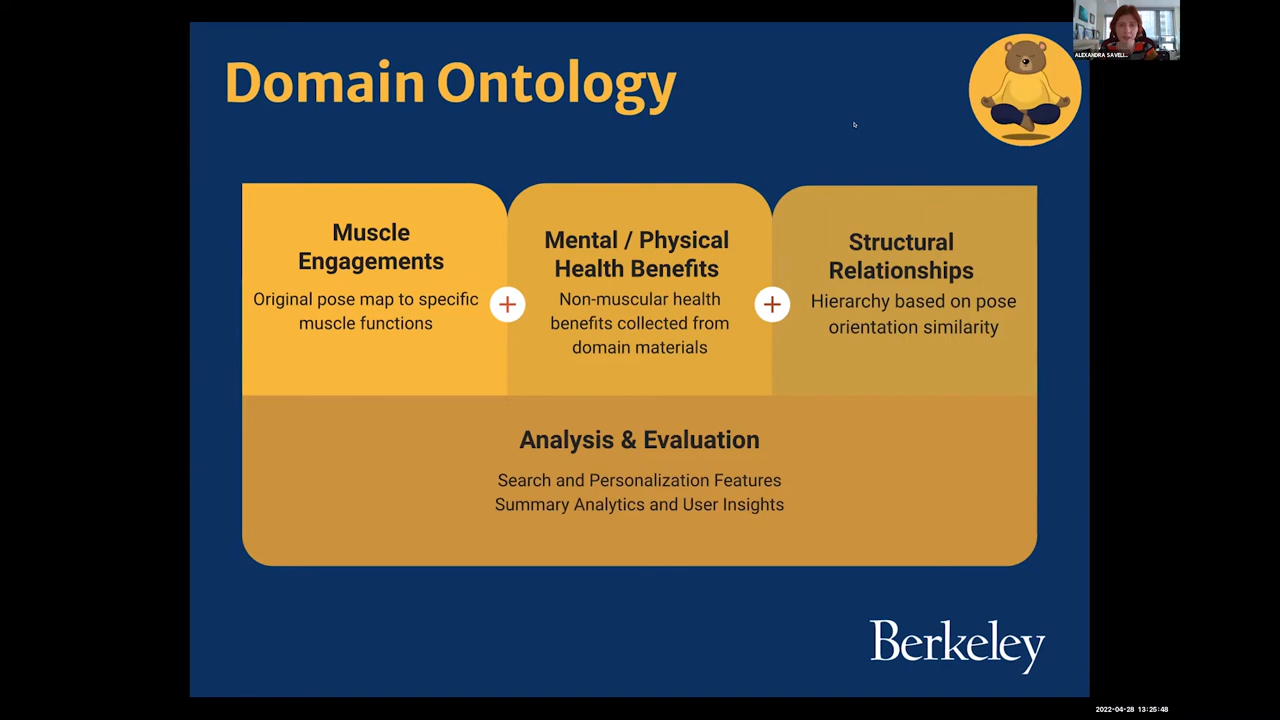 Domain Ontology
ALEXANDRA SAVELI...
Muscle
Engagements
Original pose map to specific
muscle functions
+
Mental / Physical
Health Benefits
Non-muscular health
benefits collected from
domain materials
+
Structural
Relationships
Hierarchy based on pose
orientation similarity
Analysis & Evaluation
Search and Personalization Features
Summary Analytics and User Insights
Berkeley
2022-04-28 13:25:48